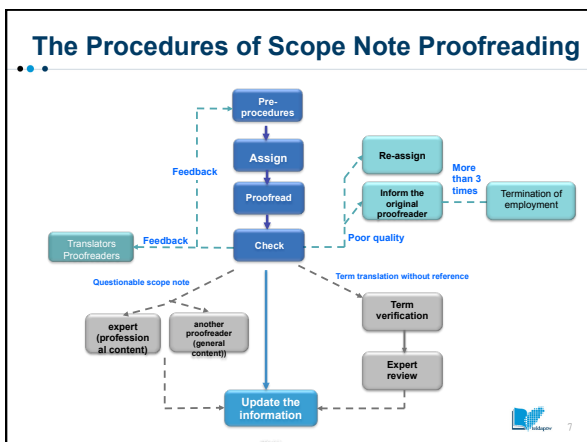 The Procedures of Scope Note Proofreading
Pre-
procedures
Assign
Re-assign
More
than 3
times
Feedback
Proofread
Inform the
original
proofreader
Termination of
employment
Translators
Proofreaders
Feedback
Check
Poor quality
Questionable scope note
Term translation without reference
expert
(profession
al content)
another
proofreader
(general
content))
Term
verification
Expert
review
Update the
information
7